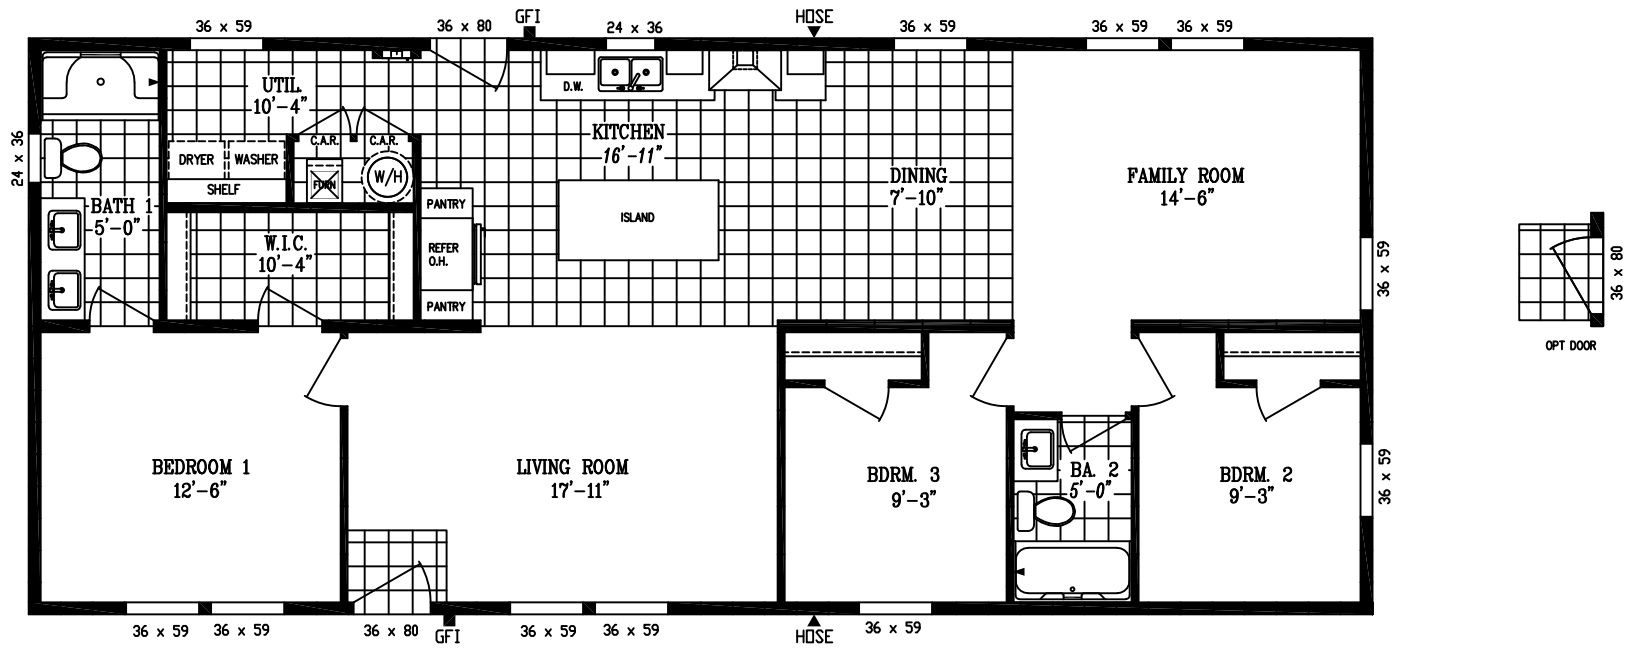 36 x 59
36 x 80
GFI
24 x 36
HOSE
36 x 59
36 x 59
36 x 59
UTIL.
10'-4"
D.W.
C.A.R.
C.A.R.
KITCHEN
16'-11"
24 x 36
DRYER
WASHER
SHELF
FURN
W/H
DINING
7'-10"
FAMILY ROOM
14'-6"
BATH 1
5'-0"
PANTRY
ISLAND
W.I.C.
10'-4"
REFER
O.H.
PANTRY
36 x 59
36 x 80
OPT DOOR
BEDROOM 1
12'-6"
LIVING ROOM
17'-11"
BDRM. 3
9'-3"
BA. 2
5'-0"
BDRM. 2
9'-3"
36 x 59
36 x 59
36 x 59
36 x 80
GFI
36 x 59
36 x 59
HOSE
36 x 59